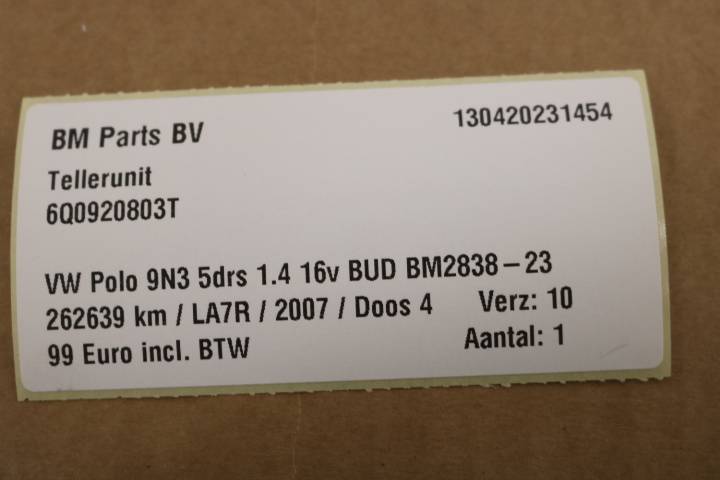 BM Parts BV
130420231454
Tellerunit
6Q0920803T
VW Polo 9N3 5drs 1.4 16v BUD BM2838-23
262639 km / LA7R / 2007 / Doos 4 Verz: 10
99 Euro incl. BTW Aantal: 1